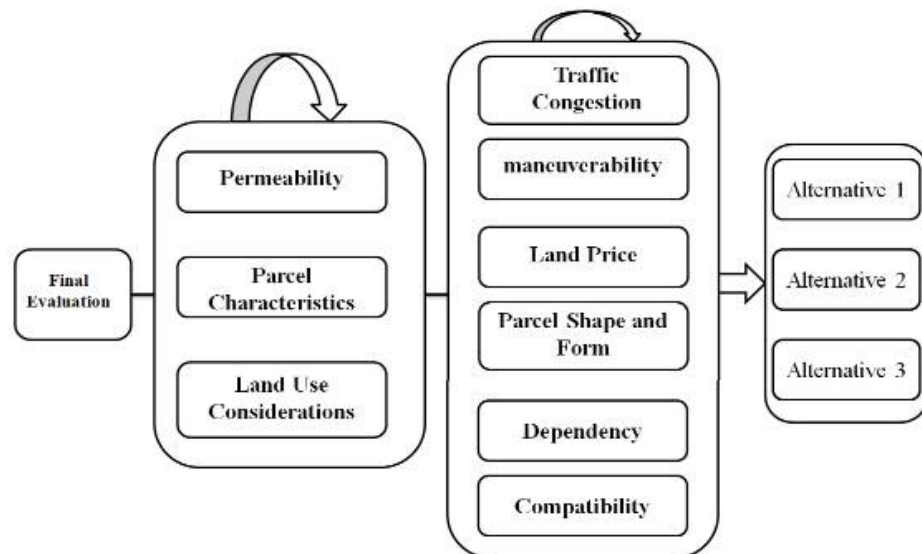 Final
Evaluation
Permeability
Parcel
Characteristics
Land Use
Considerations
Traffic
Congestion
maneuverability
Land Price
Parcel Shape and
Form
Dependency
Compatibility
Alternative 1
Alternative 2
Alternative 3